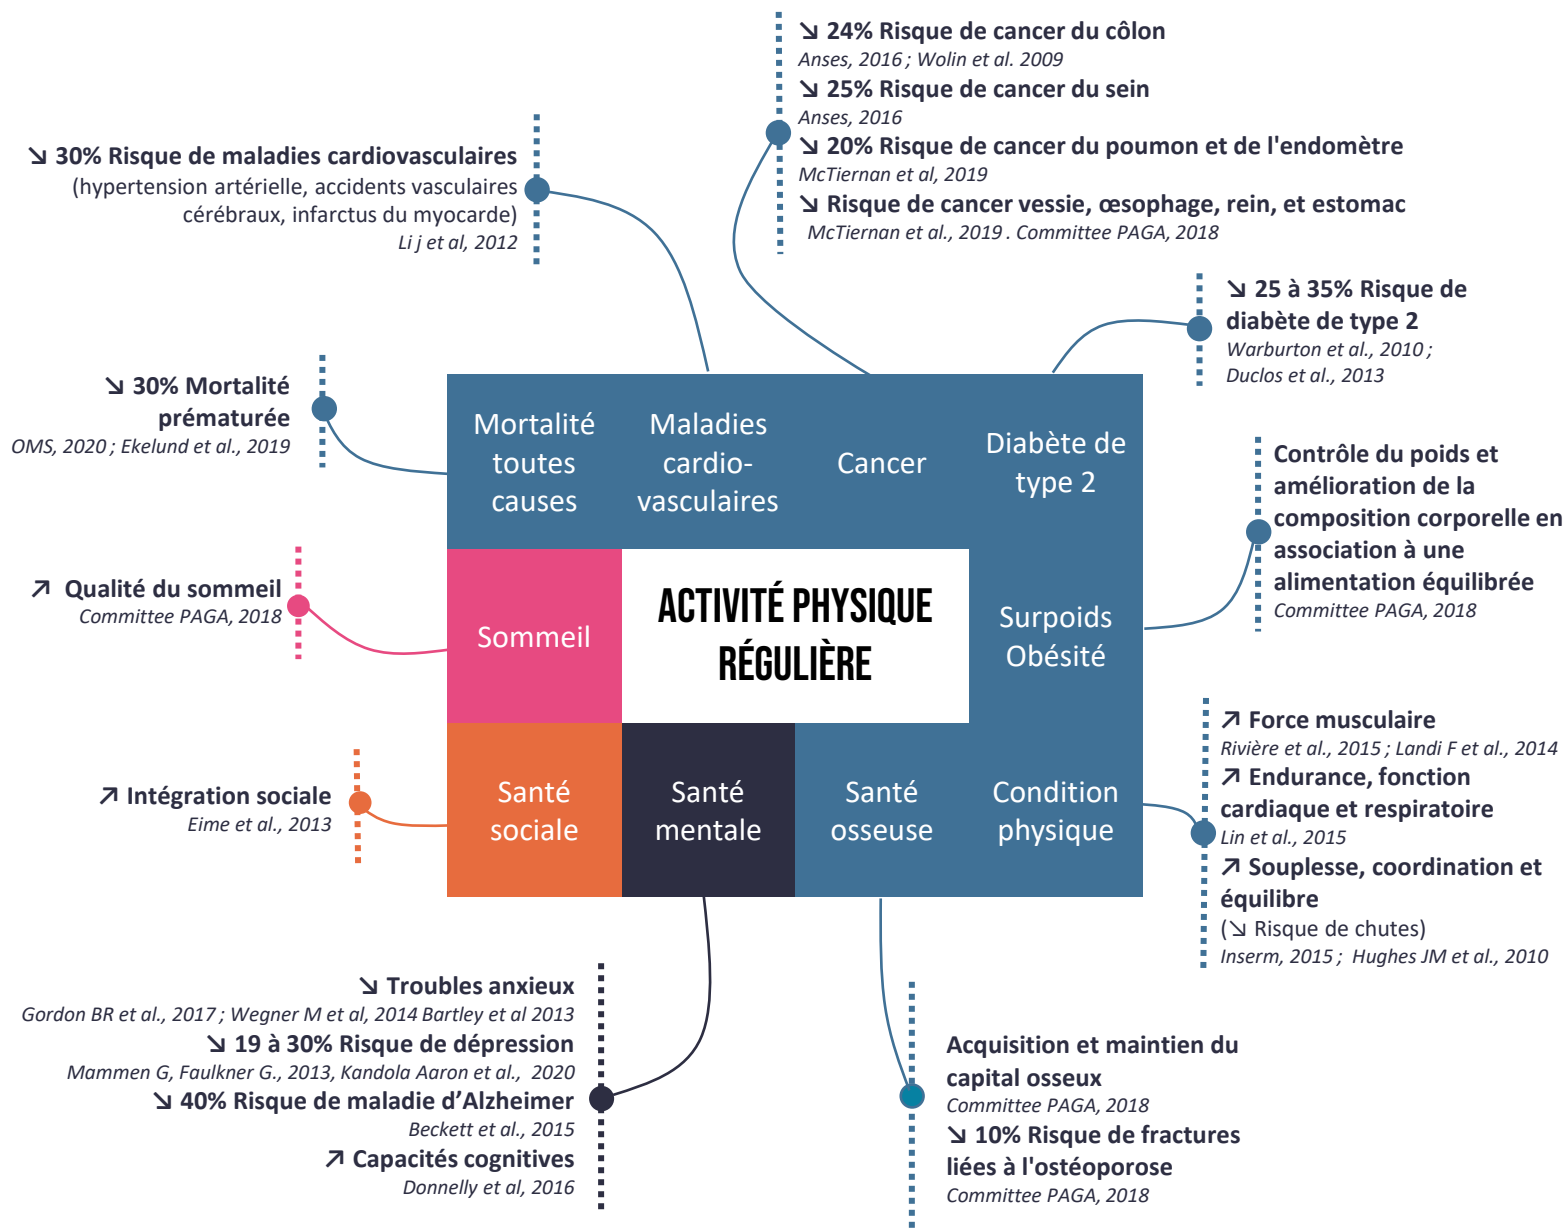 ↘ 24% Risque de cancer du côlon
Anses, 2016 ; Wolin et al. 2009
↘ 25% Risque de cancer du sein
Anses, 2016
↘ 20% Risque de cancer du poumon et de l'endomètre
McTiernan et al, 2019
↘ Risque de cancer vessie, œsophage, rein, et estomac
McTiernan et al., 2019 . Committee PAGA, 2018
↘ 30% Risque de maladies cardiovasculaires
(hypertension artérielle, accidents vasculaires
cérébraux, infarctus du myocarde)
Li j et al, 2012
↘ 25 à 35% Risque de
diabète de type 2
Warburton et al., 2010 ;
Duclos et al., 2013
↘ 30% Mortalité
prématurée
OMS, 2020 ; Ekelund et al., 2019
Mortalité
toutes
causes
Maladies
cardio-
vasculaires
Cancer
Diabète de
type 2
Contrôle du poids et
amélioration de la
composition corporelle en
association à une
alimentation équilibrée
Committee PAGA, 2018
↗ Qualité du sommeil
Committee PAGA, 2018
Sommeil
ACTIVITÉ PHYSIQUE
RÉGULIÈRE
Surpoids
Obésité
↗ Intégration sociale
Eime et al., 2013
Santé
sociale
Santé
mentale
Santé
osseuse
Condition
physique
↗ Force musculaire
Rivière et al., 2015 ; Landi F et al., 2014
↗ Endurance, fonction
cardiaque et respiratoire
Lin et al., 2015
↗ Souplesse, coordination et
équilibre
(↘ Risque de chutes)
Inserm, 2015 ; Hughes JM et al., 2010
↘ Troubles anxieux
Gordon BR et al., 2017 ; Wegner M et al, 2014 Bartley et al 2013
↘ 19 à 30% Risque de dépression
Mammen G, Faulkner G., 2013, Kandola Aaron et al., 2020
↘ 40% Risque de maladie d’Alzheimer
Beckett et al., 2015
↗ Capacités cognitives
Donnelly et al, 2016
Acquisition et maintien du
capital osseux
Committee PAGA, 2018
↘ 10% Risque de fractures
liées à l'ostéoporose
Committee PAGA, 2018